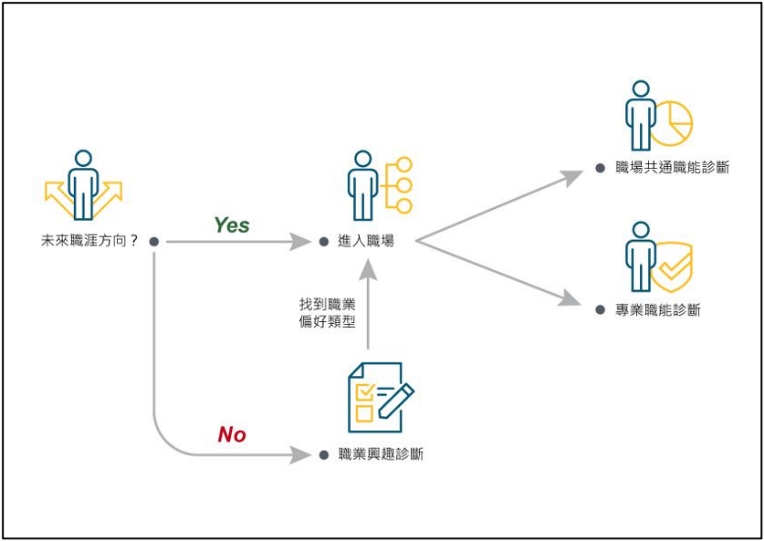 職場共通職能診斷
未來職涯方向？
Yes
進入職場
找到職業
偏好類型
專業職能診斷
No
職業興趣診斷